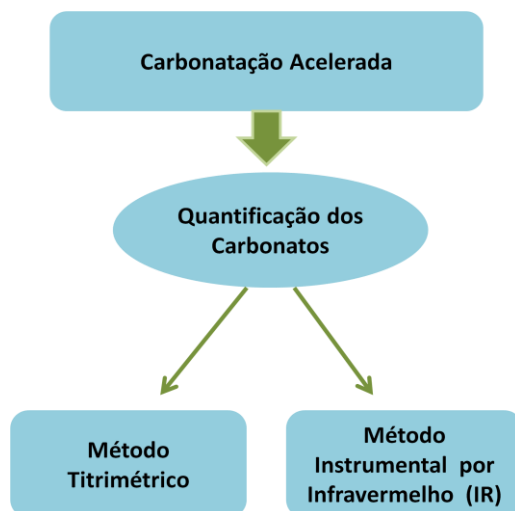 Carbonatação Acelerada
Quantificação dos
Carbonatos
Método
Titrimétrico
Método
Instrumental por
Infravermelho (IR)